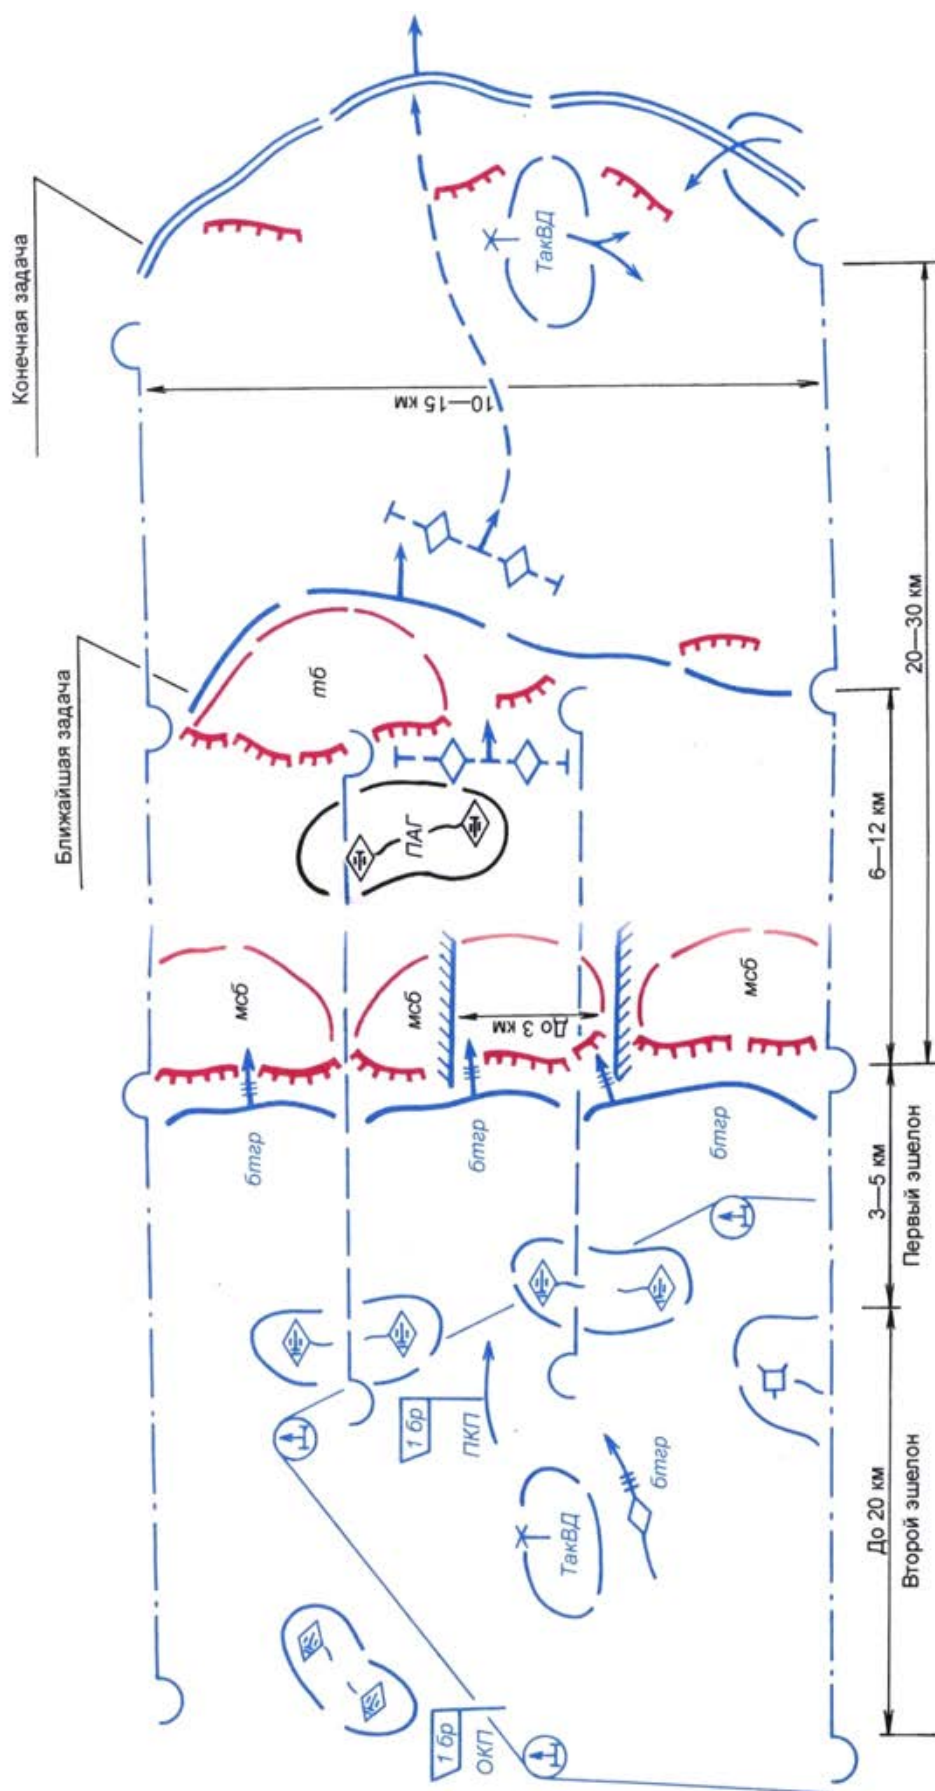 Конечная задача
Ближайшая задача
10—15 км
ТакВД
тб
ПАГ
мсб
мсб
мсб
До 3 км
бтгр
бтгр
бтгр
1 бр
ПКП
1 бр
ОКП
ТакВД
бтгр
20—30 км
6—12 км
3—5 км
Первый эшелон
До 20 км
Второй эшелон